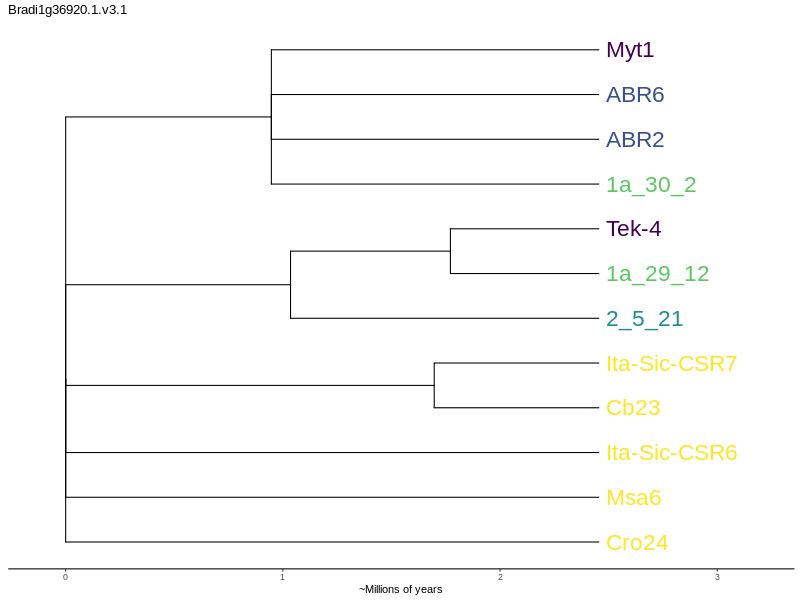 Bradi1g36920.1.v3.1
Myt1
ABR6
ABR2
1a_30_2
Tek-4
1a_29_12
2_5_21
Ita-Sic-CSR7
Cb23
Ita-Sic-CSR6
Msa6
Cro24
0 1 2 3
~Millions of years